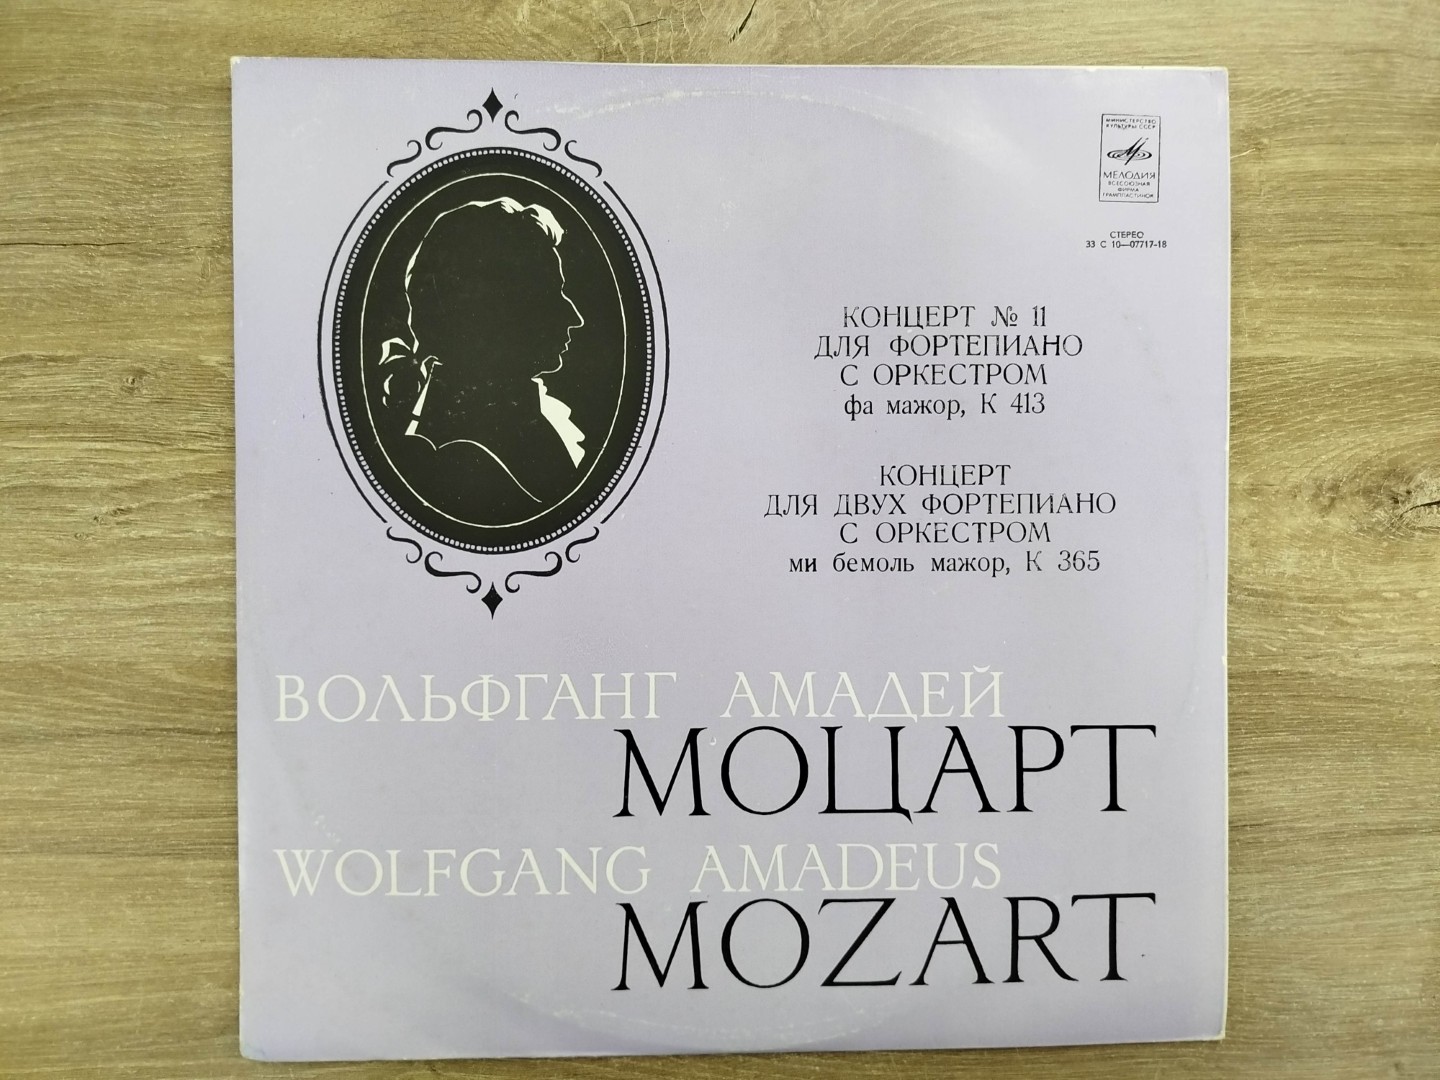 МИНИСТЕРСТВО
КУЛЬТУРЫ СССР
МЕЛОДИЯ
ВСЕСОЮЗНАЯ
ФИРМА
ГРАМПЛАСТИНОК
СТЕРЕО
33 С 10—07717-18
КОНЦЕРТ № 11
ДЛЯ ФОРТЕПИАНО
С ОРКЕСТРОМ
фа мажор, К 413
КОНЦЕРТ
ДЛЯ ДВУХ ФОРТЕПИАНО
С ОРКЕСТРОМ
ми бемоль мажор, К 365
ВОЛЬФГАНГ АМАДЕЙ
МОЦАРТ
WOLFGANG AMADEUS
MOZART